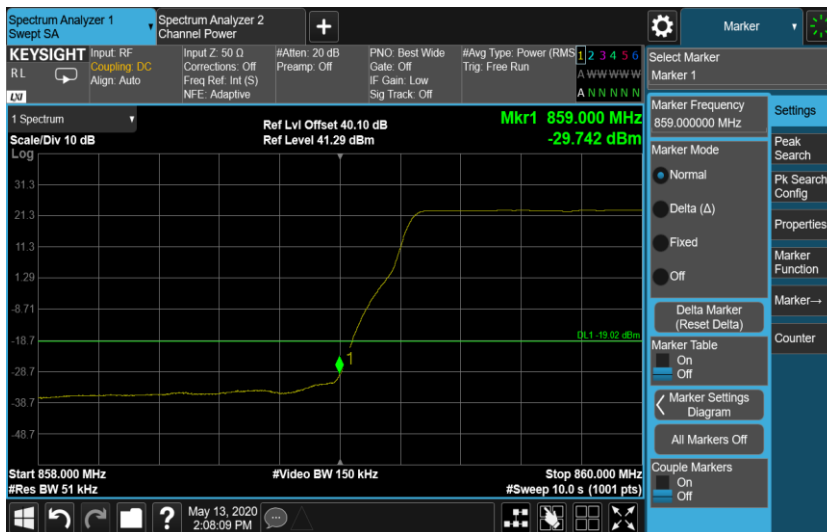 Spectrum Analyzer 1
Swept SA
Spectrum Analyzer 2
Channel Power
+
Marker
KEYSIGHT
RL
LXI
Input: RF
Coupling: DC
Align: Auto
Input Z: 50 Ω
Corrections: Off
Freq Ref: Int (S)
NFE: Adaptive
#Atten: 20 dB
Preamp: Off
PNO: Best Wide
Gate: Off
IF Gain: Low
Sig Track: Off
#Avg Type: Power (RMS
Trig: Free Run
1 2 3 4 5 6
A W W W W W
A N N N N N
Select Marker
Marker 1
1 Spectrum
Scale/Div 10 dB
Log
Ref Lvl Offset 40.10 dB
Ref Level 41.29 dBm
Mkr1 859.000 MHz
-29.742 dBm
31.3
21.3
11.3
1.29
-8.71
-18.7
-28.7
-38.7
-48.7
DL1 -19.02 dBm
1
Start 858.000 MHz
#Res BW 51 kHz
#Video BW 150 kHz
Stop 860.000 MHz
#Sweep 10.0 s (1001 pts)
Marker Frequency
859.000000 MHz
Marker Mode
Normal
Delta (Δ)
Fixed
Off
Delta Marker
(Reset Delta)
Marker Table
On
Off
Marker Settings
Diagram
All Markers Off
Couple Markers
On
Off
Settings
Peak
Search
Pk Search
Config
Properties
Marker
Function
Marker→
Counter
?
May 13, 2020
2:08:09 PM